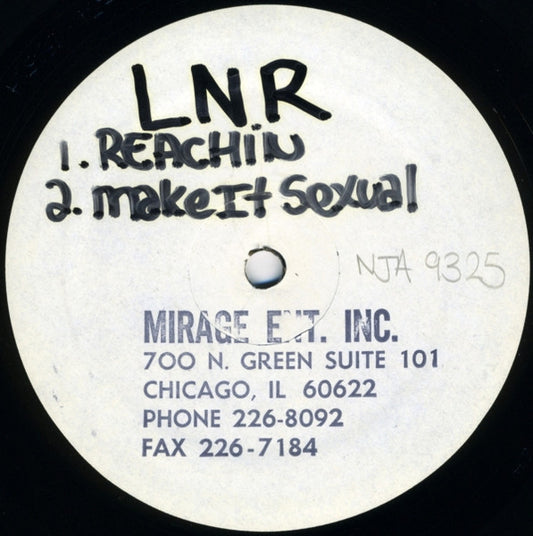 LNR
1. REACHIN
2. Make It Sexual
NJA 9325
MIRAGE ENT. INC.
700 N. GREEN SUITE 101
CHICAGO, IL 60622
PHONE 226-8092
FAX 226-7184